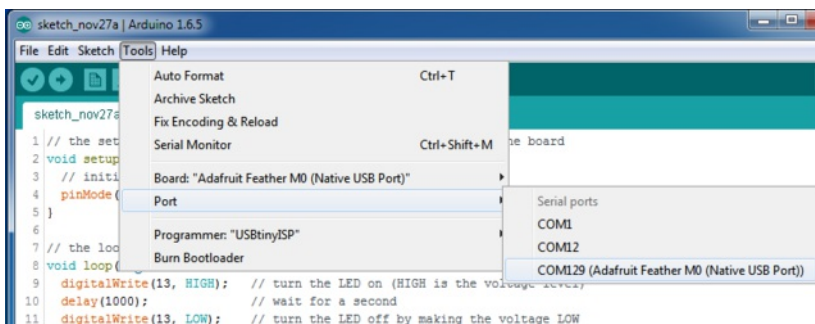 sketch_nov27a | Arduino 1.6.5
File Edit Sketch Tools Help
sketch_nov27a
Auto Format Ctrl+T
Archive Sketch
Fix Encoding & Reload
Serial Monitor Ctrl+Shift+M
Board: "Adafruit Feather M0 (Native USB Port)"
Port
Programmer: "USBtinyISP"
Burn Bootloader
Serial ports
COM1
COM12
COM129 (Adafruit Feather M0 (Native USB Port))
1 // the set board
2 void setup
3 // initi
4 pinMode(
5 }
6
7 // the loo
8 void loop(
9 digitalWrite(13, HIGH); // turn the LED on (HIGH is the voltage level)
10 delay(1000); // wait for a second
11 digitalWrite(13, LOW); // turn the LED off by making the voltage LOW